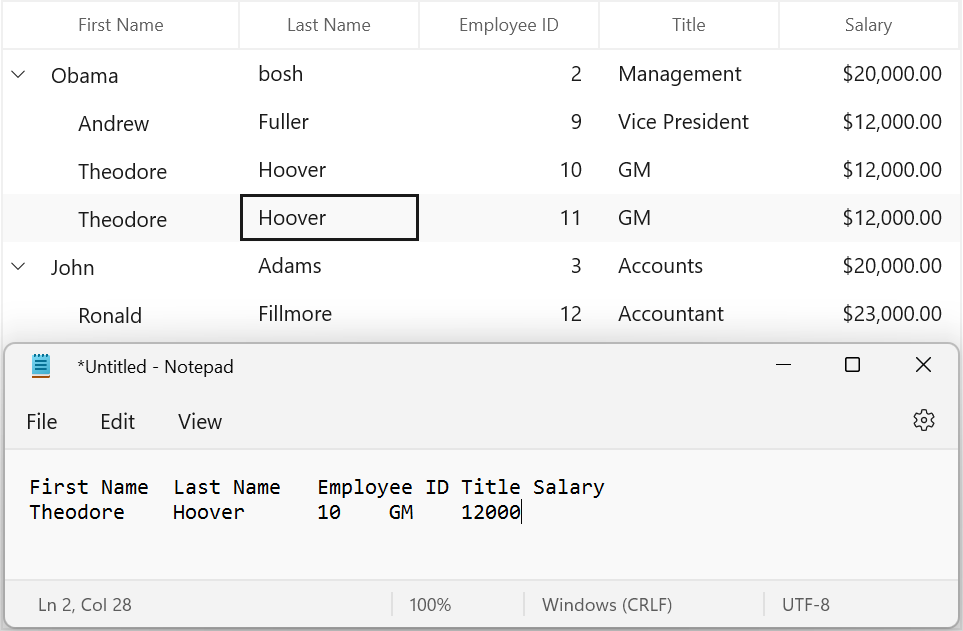 First Name Last Name Employee ID Title Salary
Obama bosh 2 Management $20,000.00
Andrew Fuller 9 Vice President $12,000.00
Theodore Hoover 10 GM $12,000.00
Theodore Hoover 11 GM $12,000.00
John Adams 3 Accounts $20,000.00
Ronald Fillmore 12 Accountant $23,000.00
*Untitled - Notepad
File Edit View
First Name Last Name Employee ID Title Salary
Theodore Hoover 10 GM 12000
Ln 2, Col 28 100% Windows (CRLF) UTF-8